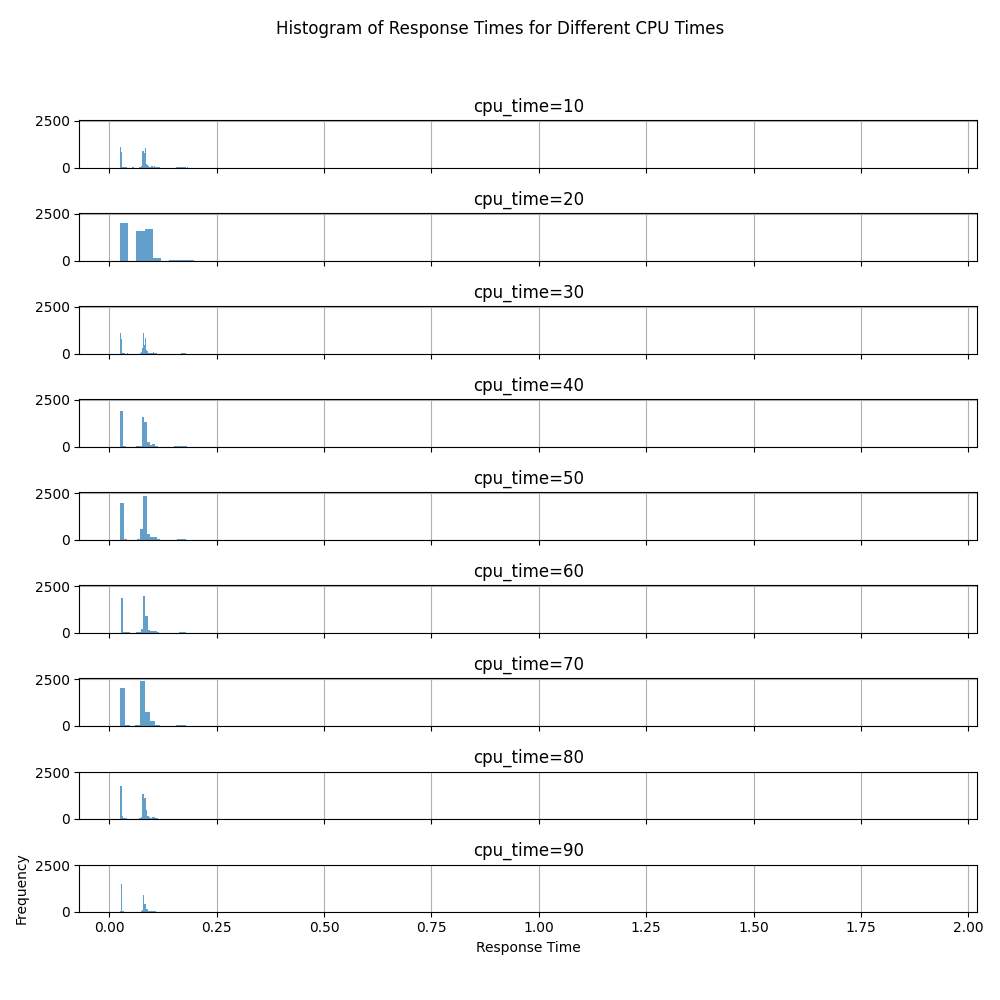 Histogram of Response Times for Different CPU Times
cpu_time=10
2500
0
cpu_time=20
2500
0
cpu_time=30
2500
0
cpu_time=40
2500
0
cpu_time=50
2500
0
cpu_time=60
2500
0
cpu_time=70
2500
0
cpu_time=80
2500
0
cpu_time=90
2500
0
Frequency
0.00 0.25 0.50 0.75 1.00 1.25 1.50 1.75 2.00
Response Time